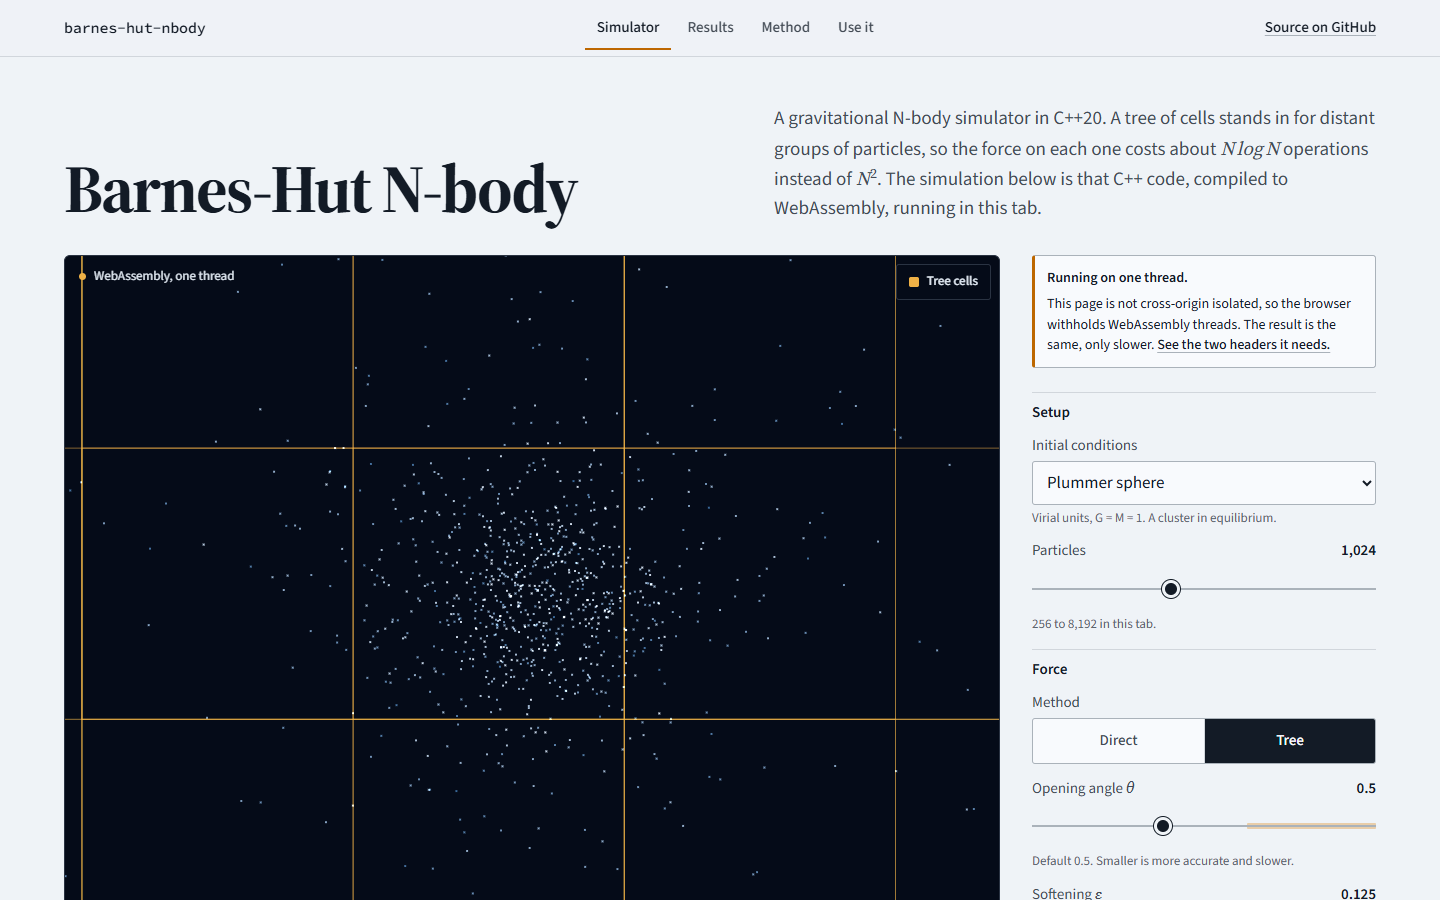 barnes-hut-nbody
Simulator
Results
Method
Use it
Source on GitHub
Barnes-Hut N-body
A gravitational N-body simulator in C++20. A tree of cells stands in for distant
groups of particles, so the force on each one costs about N log N operations
instead of N². The simulation below is that C++ code, compiled to
WebAssembly, running in this tab.
WebAssembly, one thread
Tree cells
Running on one thread.
This page is not cross-origin isolated, so the browser
withholds WebAssembly threads. The result is the
same, only slower. See the two headers it needs.
Setup
Initial conditions
Plummer sphere
Virial units, G = M = 1. A cluster in equilibrium.
Particles 1,024
256 to 8,192 in this tab.
Force
Method
Direct
Tree
Opening angle θ 0.5
Default 0.5. Smaller is more accurate and slower.
Softening ε 0.125